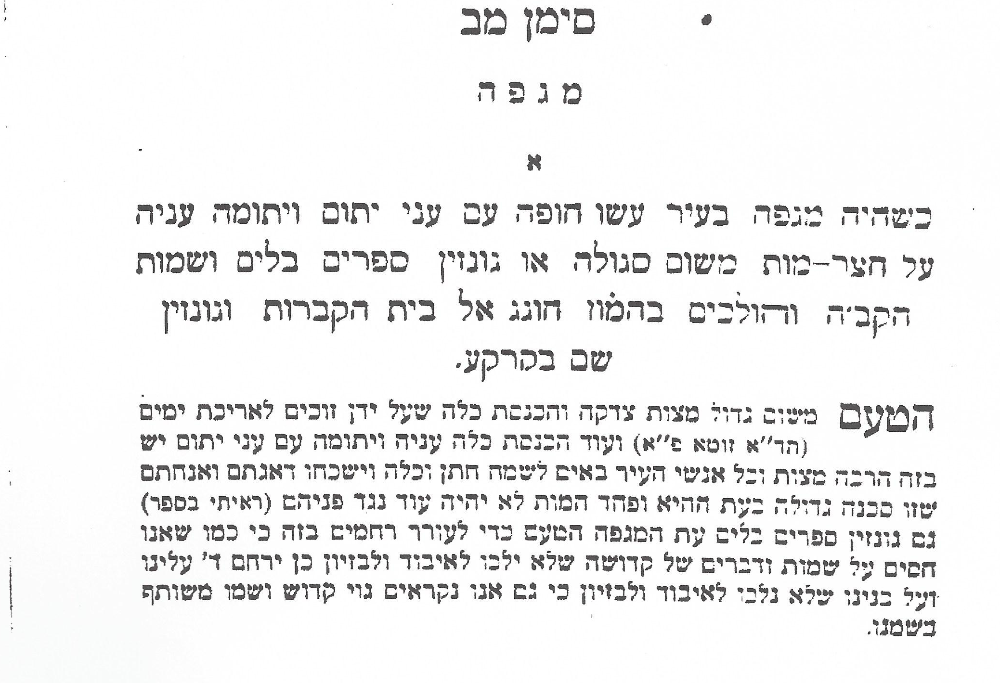 סימן מב
מגפה
א
כשהיה מגפה בעיר עשו חופה עם עני יתום ויתומה עניה
על חצר-מות משום סגולה או גונזין ספרים בלים ושמות
הקב'ה והולכים בהמוז חוגג אל בית הקברות וגונזין
שם בקרקע.
הטעם משום גדול מצות צדקה והכנסת כלה שעל ידן זוכים לאריכת ימים
(הד''א זוטא פ''א) ועוד הכנסת כלה עניה ויתומה עם עני יתום יש
בזה הרבה מצות וכל אנשי העיר באים לשמה חתן וכלה וישכחו דאגתם ואנחתם
שזו סכנה גדולה בעת ההיא ופחד המות לא יהיה עוד נגד פניהם (ראיתי בספר)
גם גונזין ספרים בלים עת המגפה הטעם כדי לעורר רחמים בזה כי כמו שאנו
חסים על שמות ודברים של קדושה שלא ילכו לאיבוד ולבזיון כן ירחם ד' עלינו
ועל בנינו שלא נלכו לאיבוד ולבזיון כי גם אנו נקראים גוי קדוש ושמו משותף
בשמנו.